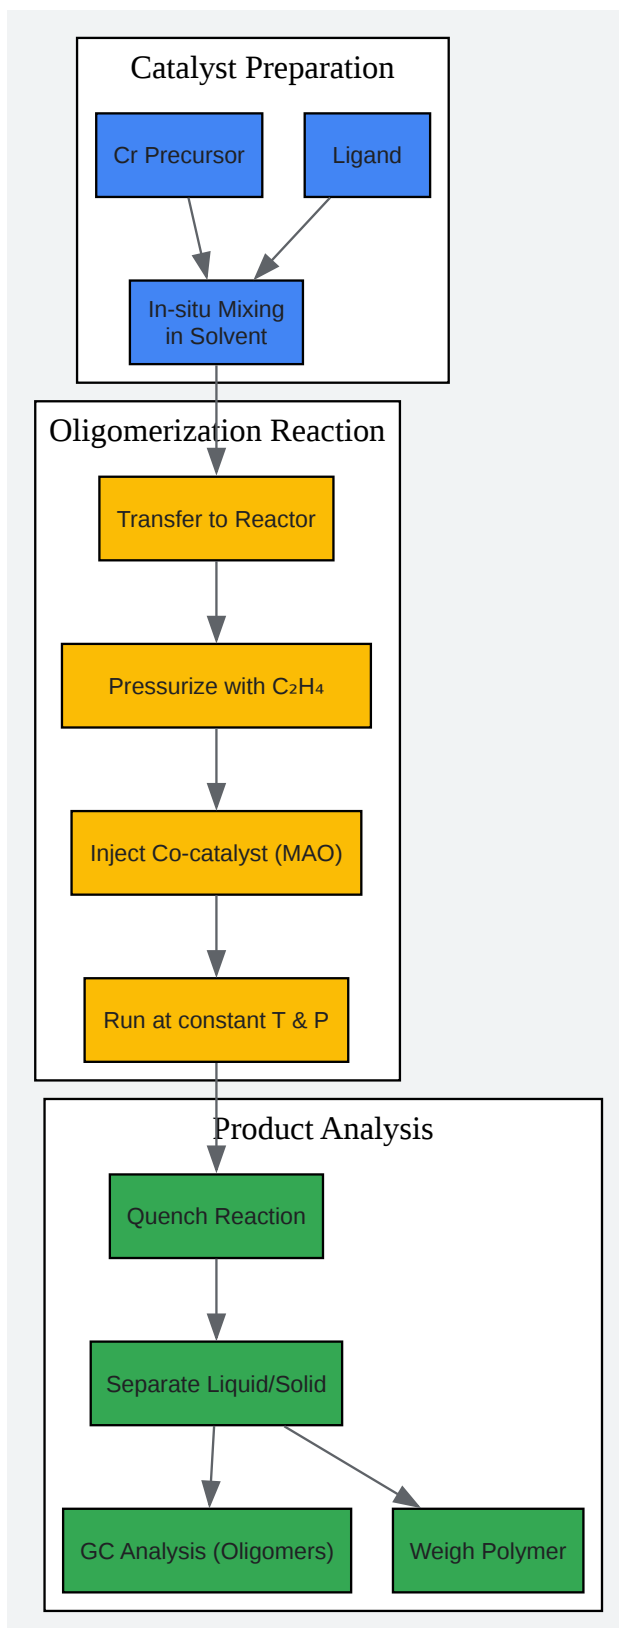 Catalyst Preparation
Cr Precursor
Ligand
In-situ Mixing
in Solvent
Oligomerization Reaction
Transfer to Reactor
Pressurize with C₂H₄
Inject Co-catalyst (MAO)
Run at constant T & P
Product Analysis
Quench Reaction
Separate Liquid/Solid
GC Analysis (Oligomers)
Weigh Polymer